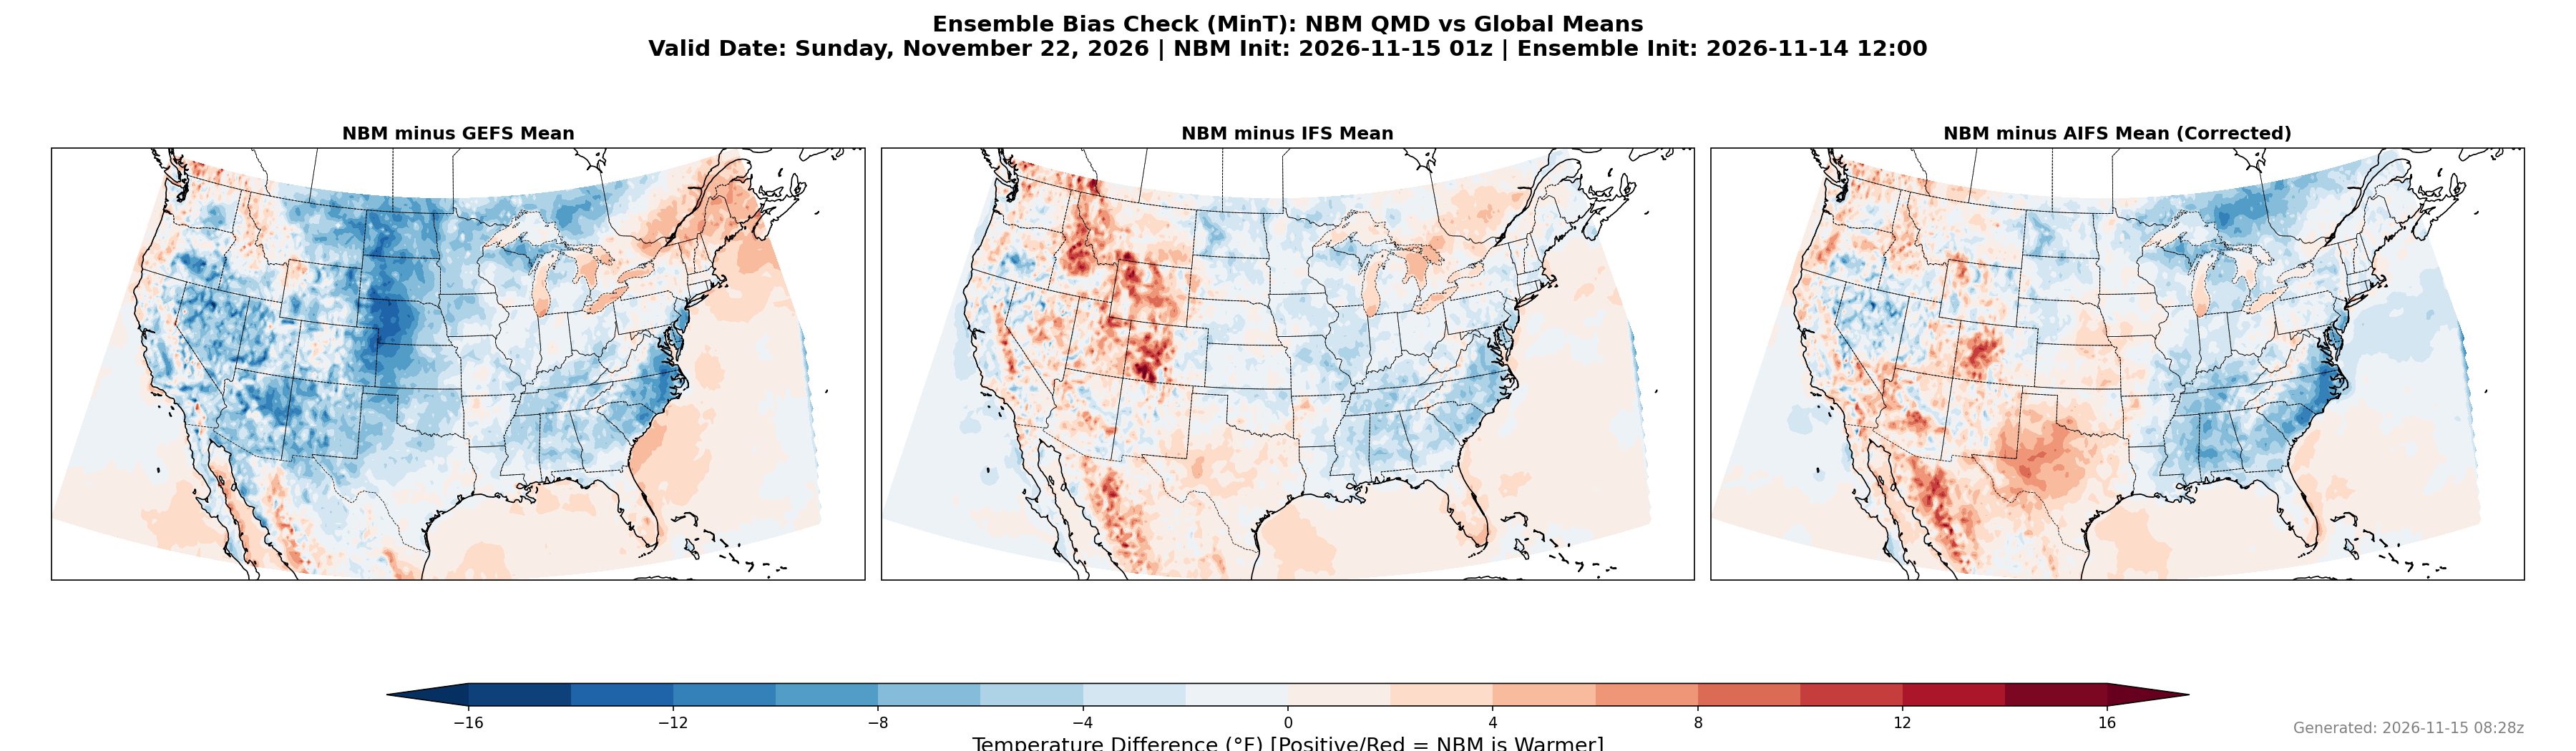 Ensemble Bias Check (MinT): NBM QMD vs Global Means
Valid Date: Sunday, November 22, 2026 | NBM Init: 2026-11-15 01z | Ensemble Init: 2026-11-14 12:00
NBM minus GEFS Mean
NBM minus IFS Mean
NBM minus AIFS Mean (Corrected)
−16 −12 −8 −4 0 4 8 12 16
Generated: 2026-11-15 08:28z
Temperature Difference (°F) [Positive/Red = NBM is Warmer]